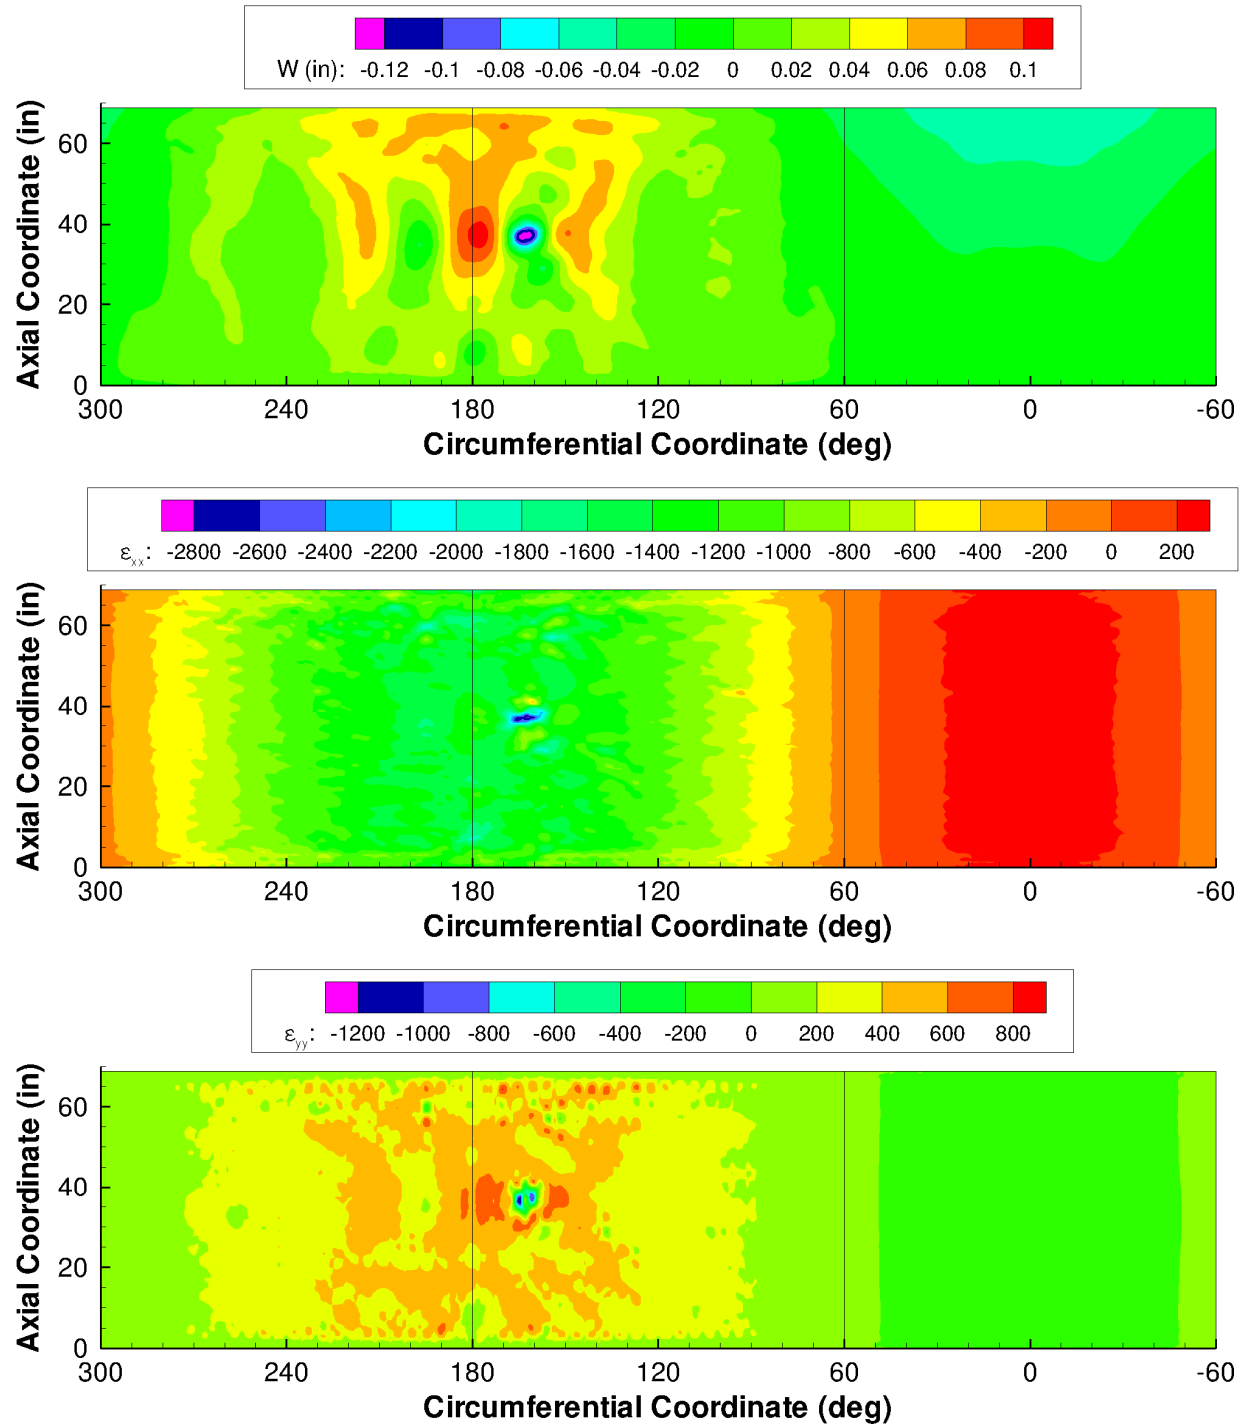 W (in): -0.12 -0.1 -0.08 -0.06 -0.04 -0.02 0 0.02 0.04 0.06 0.08 0.1
Axial Coordinate (in)
60
40
20
0
300 240 180 120 60 0 -60
Circumferential Coordinate (deg)
εxx: -2800 -2600 -2400 -2200 -2000 -1800 -1600 -1400 -1200 -1000 -800 -600 -400 -200 0 200
Axial Coordinate (in)
60
40
20
0
300 240 180 120 60 0 -60
Circumferential Coordinate (deg)
εyy: -1200 -1000 -800 -600 -400 -200 0 200 400 600 800
Axial Coordinate (in)
60
40
20
0
300 240 180 120 60 0 -60
Circumferential Coordinate (deg)